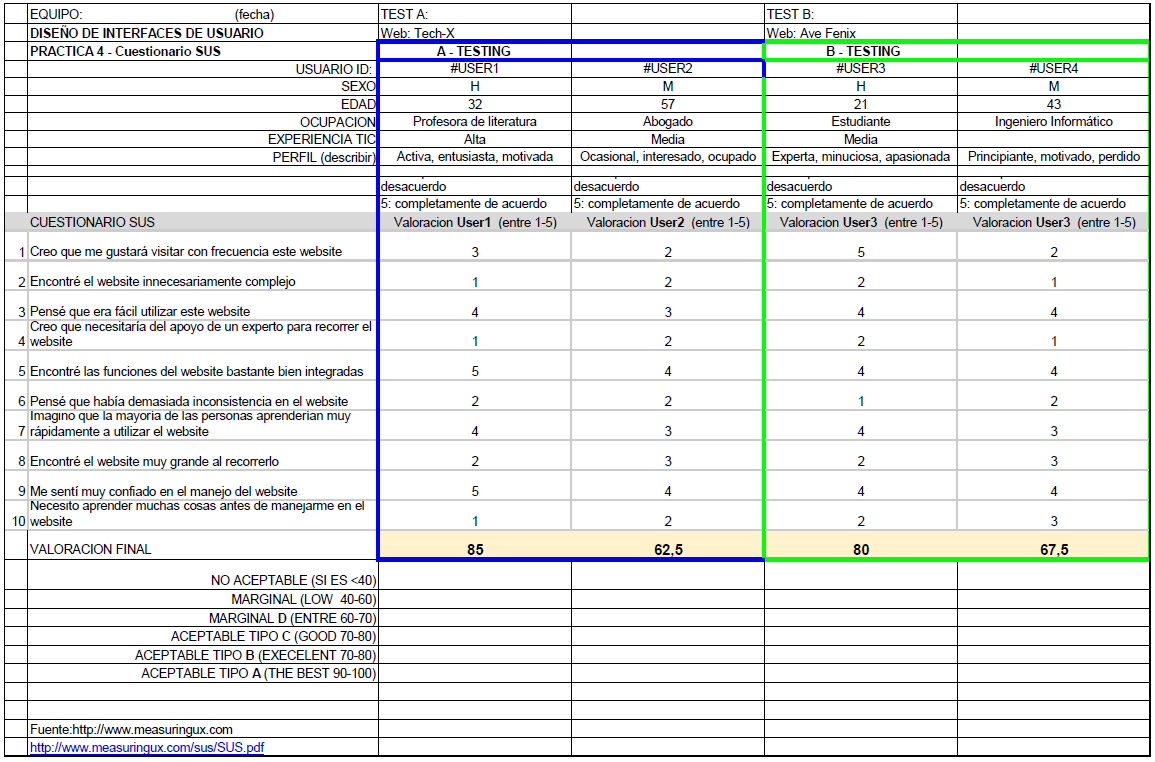 EQUIPO: (fecha) TEST A: TEST B:
DISEÑO DE INTERFACES DE USUARIO Web: Tech-X Web: Ave Fenix
PRACTICA 4 - Cuestionario SUS A - TESTING B - TESTING
USUARIO ID: #USER1 #USER2 #USER3 #USER4
SEXO H M H M
EDAD 32 57 21 43
OCUPACION Profesora de literatura Abogado Estudiante Ingeniero Informático
EXPERIENCIA TIC Alta Media Media
PERFIL (describir) Activa, entusiasta, motivada Ocasional, interesado, ocupado Experta, minuciosa, apasionada Principiante, motivado, perdido
desacuerdo desacuerdo desacuerdo desacuerdo
5: completamente de acuerdo 5: completamente de acuerdo 5: completamente de acuerdo 5: completamente de acuerdo
CUESTIONARIO SUS Valoracion User1 (entre 1-5) Valoracion User2 (entre 1-5) Valoracion User3 (entre 1-5) Valoracion User3 (entre 1-5)
1 Creo que me gustará visitar con frecuencia este website 3 2 5 2
2 Encontré el website innecesariamente complejo 1 2 2 1
3 Pensé que era fácil utilizar este website 4 3 4 4
Creo que necesitaría del apoyo de un experto para recorrer el
4 website 1 2 2 1
5 Encontré las funciones del website bastante bien integradas 5 4 4 4
6 Pensé que había demasiada inconsistencia en el website 2 2 1 2
Imagino que la mayoría de las personas aprenderían muy
7 rápidamente a utilizar el website 4 3 4 3
8 Encontré el website muy grande al recorrerlo 2 3 2 3
9 Me sentí muy confiado en el manejo del website 5 4 4 4
Necesito aprender muchas cosas antes de manejarme en el
10 website 1 2 2 3
VALORACION FINAL 85 62,5 80 67,5
NO ACEPTABLE (SI ES <40)
MARGINAL (LOW 40-60)
MARGINAL D (ENTRE 60-70)
ACEPTABLE TIPO C (GOOD 70-80)
ACEPTABLE TIPO B (EXECELENT 70-80)
ACEPTABLE TIPO A (THE BEST 90-100)
Fuente:http://www.measuringux.com
http://www.measuringux.com/sus/SUS.pdf